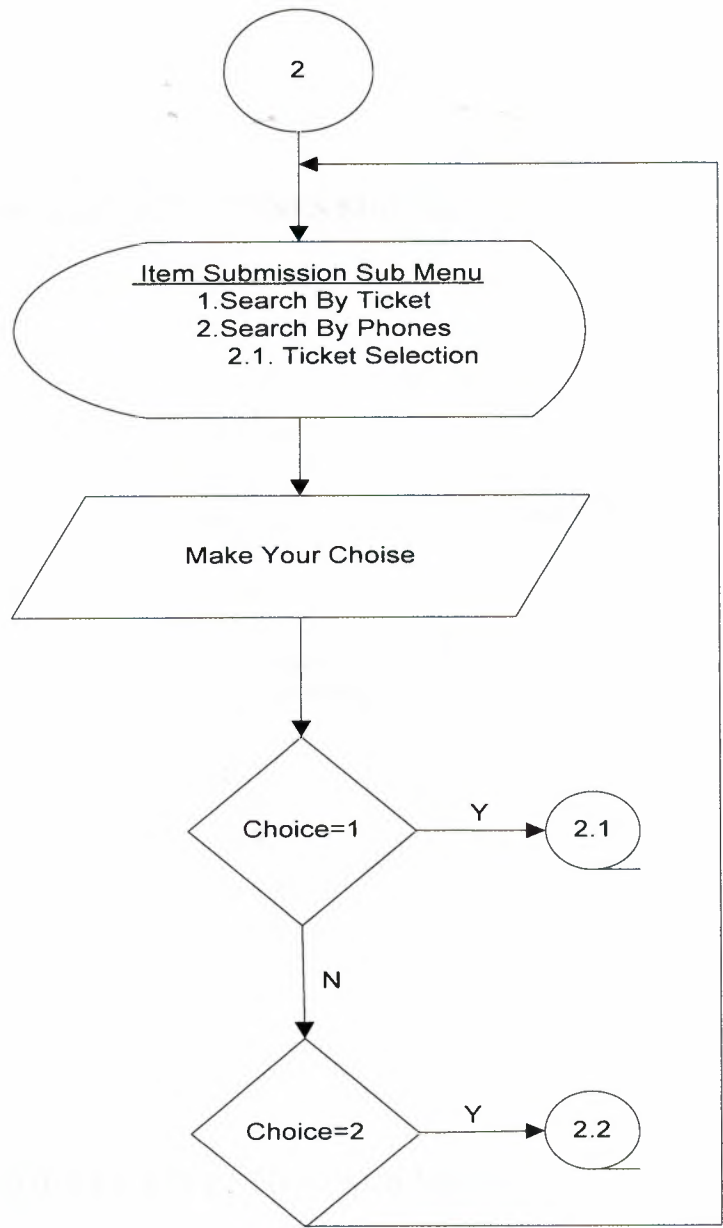 2
Item Submission Sub Menu
1.Search By Ticket
2.Search By Phones
2.1. Ticket Selection
Make Your Choise
Choice=1
Y
2.1
N
Choice=2
Y
2.2